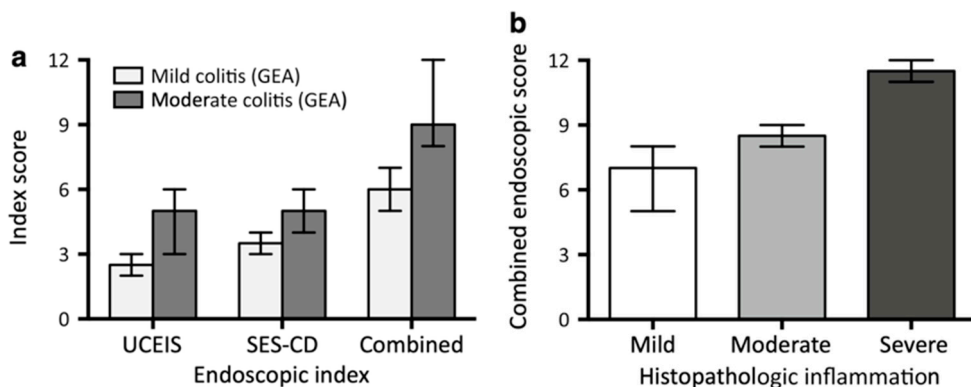 a
12
9
6
3
0
Index score
Mild colitis (GEA)
Moderate colitis (GEA)
UCEIS SES-CD Combined
Endoscopic index
b
12
9
6
3
0
Combined endoscopic score
Mild Moderate Severe
Histopathologic inflammation